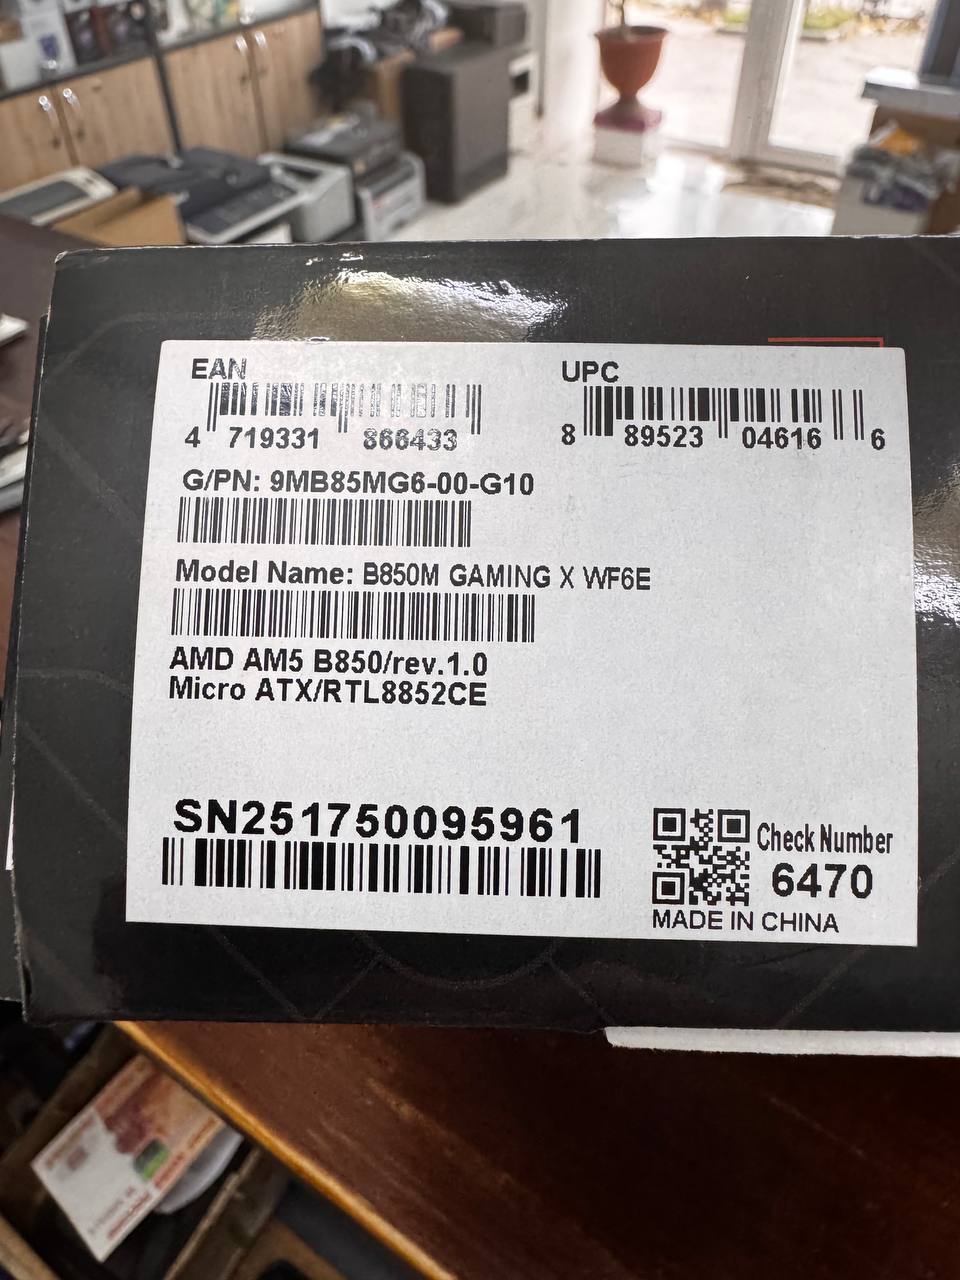 EAN
4 719331 866433
UPC
8 89523 04616 6
G/PN: 9MB85MG6-00-G10
Model Name: B850M GAMING X WF6E
AMD AM5 B850/rev.1.0
Micro ATX/RTL8852CE
SN251750095961
Check Number
6470
MADE IN CHINA